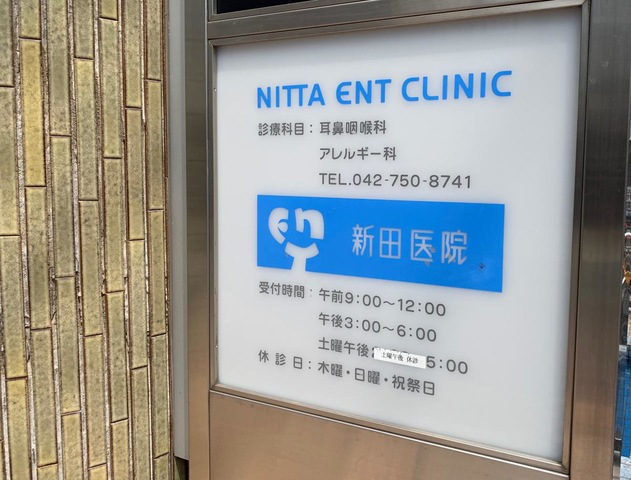 NITTA ENT CLINIC
診療科目：耳鼻咽喉科
アレルギー科
TEL.042-750-8741
ent 新田医院
受付時間：午前9:00～12:00
午後3:00～6:00
土曜午後 土曜午後 休診 5:00
休診日：木曜・日曜・祝祭日